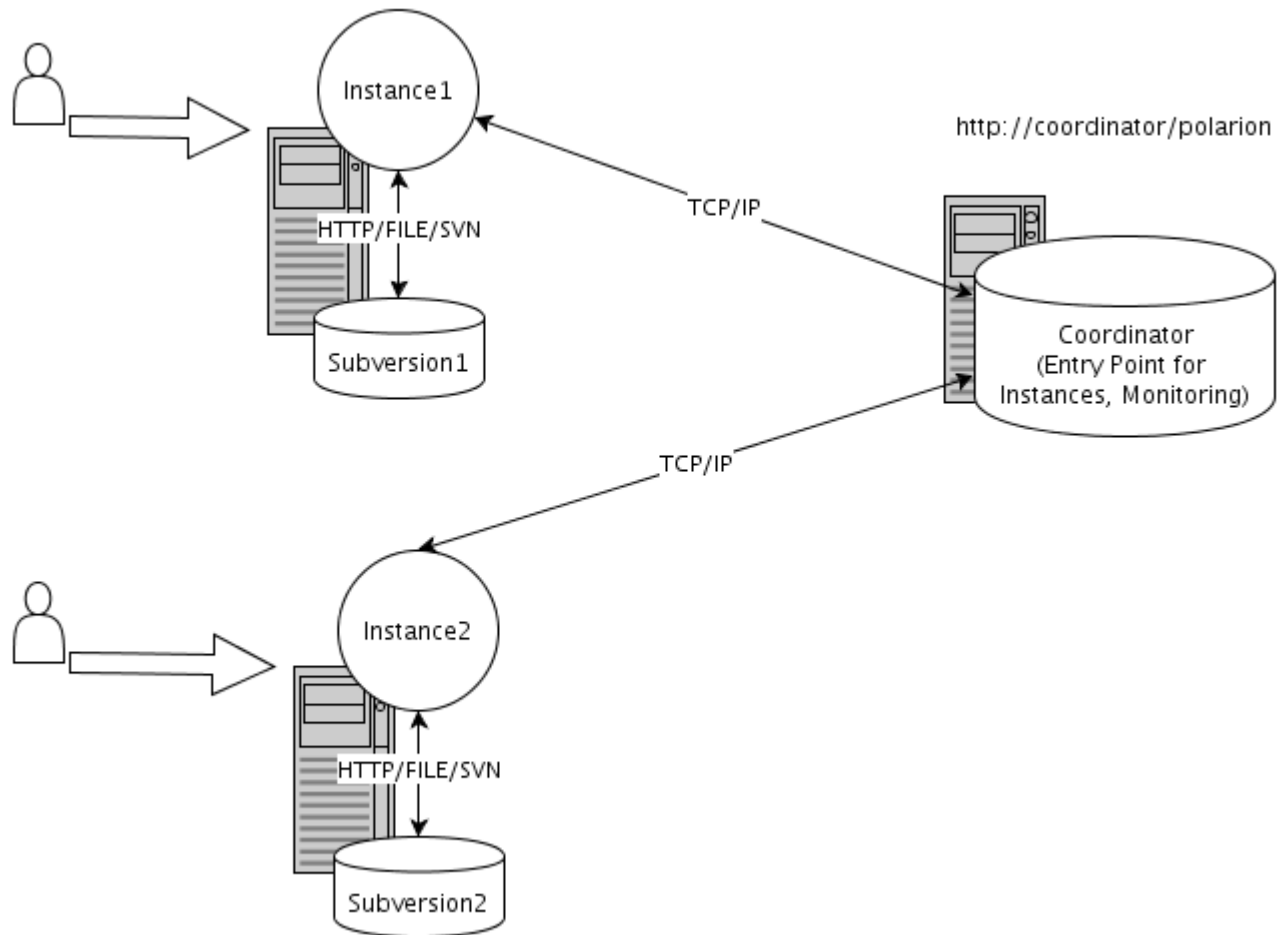 Instance1
http://coordinator/polarion
TCP/IP
HTTP/FILE/SVN
Subversion1
Coordinator
(Entry Point for
Instances, Monitoring)
TCP/IP
Instance2
HTTP/FILE/SVN
Subversion2